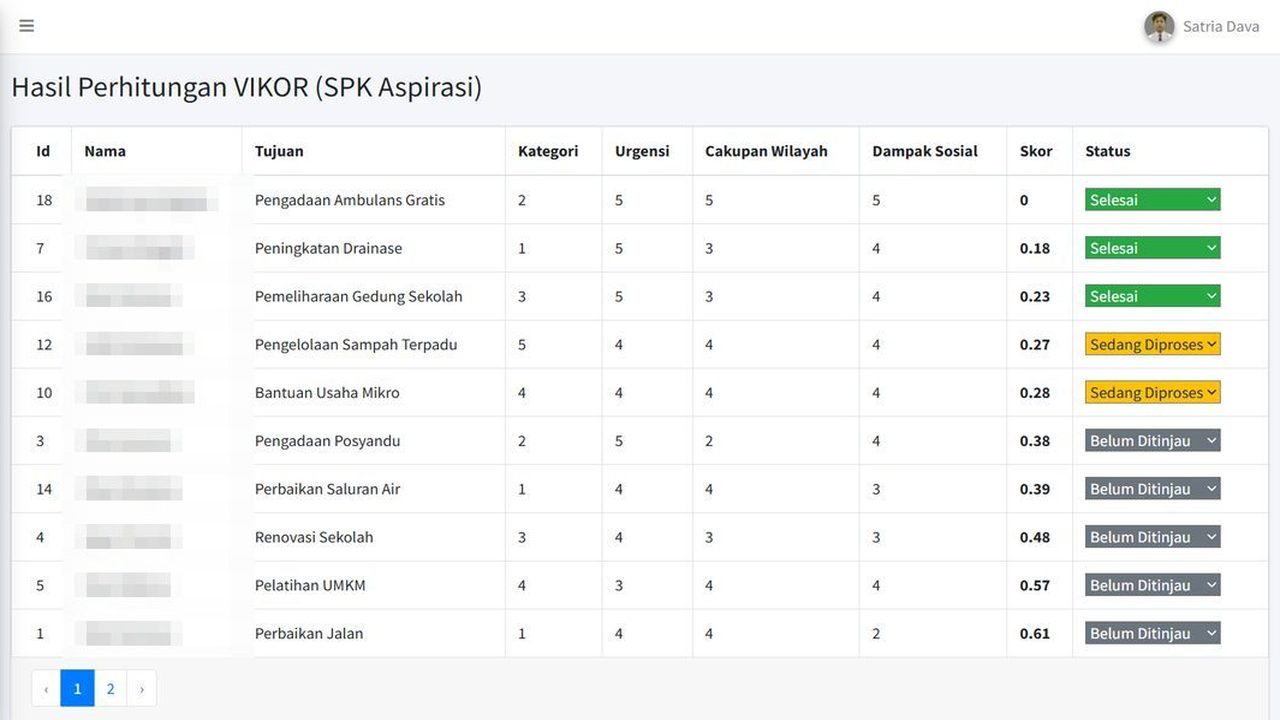 Satria Dava
Hasil Perhitungan VIKOR (SPK Aspirasi)
Id Nama Tujuan Kategori Urgensi Cakupan Wilayah Dampak Sosial Skor Status
18 Pengadaan Ambulans Gratis 2 5 5 5 0 Selesai
7 Peningkatan Drainase 1 5 3 4 0.18 Selesai
16 Pemeliharaan Gedung Sekolah 3 5 3 4 0.23 Selesai
12 Pengelolaan Sampah Terpadu 5 4 4 4 0.27 Sedang Diproses
10 Bantuan Usaha Mikro 4 4 4 4 0.28 Sedang Diproses
3 Pengadaan Posyandu 2 5 2 4 0.38 Belum Ditinjau
14 Perbaikan Saluran Air 1 4 4 3 0.39 Belum Ditinjau
4 Renovasi Sekolah 3 4 3 3 0.48 Belum Ditinjau
5 Pelatihan UMKM 4 3 4 4 0.57 Belum Ditinjau
1 Perbaikan Jalan 1 4 4 2 0.61 Belum Ditinjau
‹ 1 2 ›